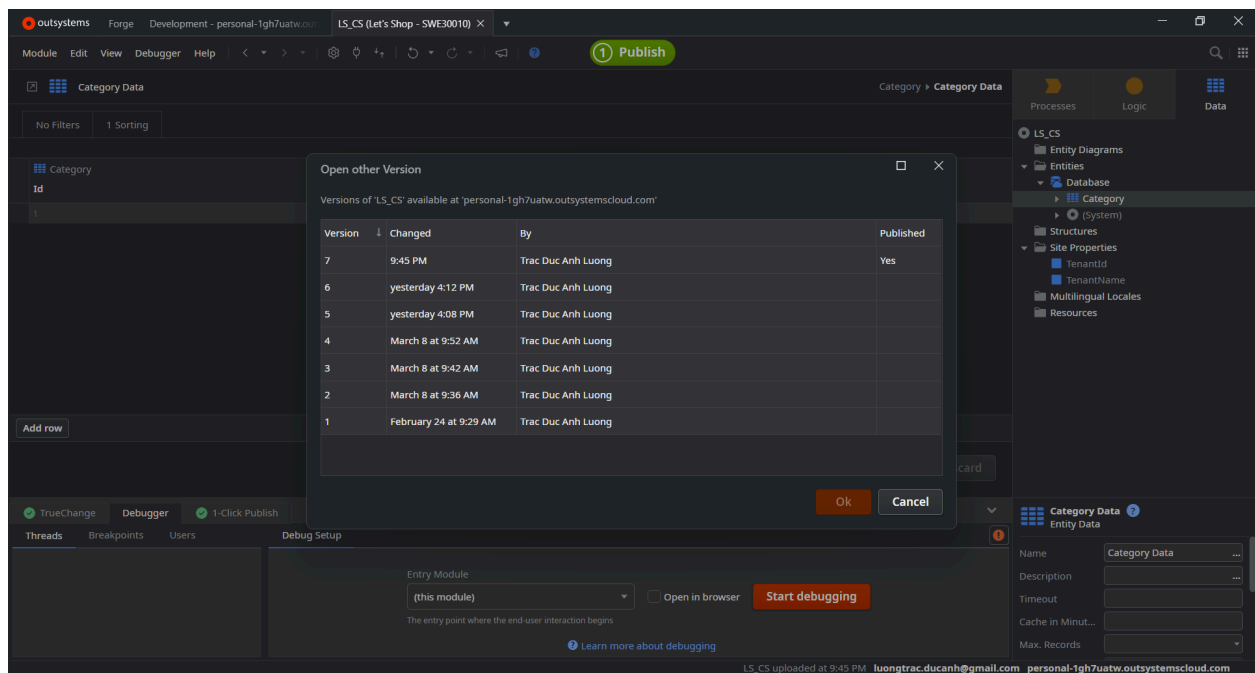 outsystems Forge Development - personal-1gh7uatw.out LS_CS (Let's Shop - SWE30010)
Module Edit View Debugger Help 1 Publish
Category Data Category Category Data
Processes Logic Data
No Filters 1 Sorting
Category
Id
1
Open other Version
Versions of 'LS_CS' available at 'personal-1gh7uatw.outsystemscloud.com'
Version Changed By Published
7 9:45 PM Trac Duc Anh Luong Yes
6 yesterday 4:12 PM Trac Duc Anh Luong
5 yesterday 4:08 PM Trac Duc Anh Luong
4 March 8 at 9:52 AM Trac Duc Anh Luong
3 March 8 at 9:42 AM Trac Duc Anh Luong
2 March 8 at 9:36 AM Trac Duc Anh Luong
1 February 24 at 9:29 AM Trac Duc Anh Luong
Ok Cancel
LS_CS
Entity Diagrams
Entities
Database
Category
(System)
Structures
Site Properties
TenantId
TenantName
Multilingual Locales
Resources
Add row
card
TrueChange Debugger 1-Click Publish
Threads Breakpoints Users Debug Setup
Entry Module
(this module) Open in browser Start debugging
The entry point where the end-user interaction begins
? Learn more about debugging
Category Data ?
Entity Data
Name Category Data ...
Description ...
Timeout
Cache in Minut...
Max. Records
LS_CS uploaded at 9:45 PM luongtrac.ducanh@gmail.com personal-1gh7uatw.outsystemscloud.com